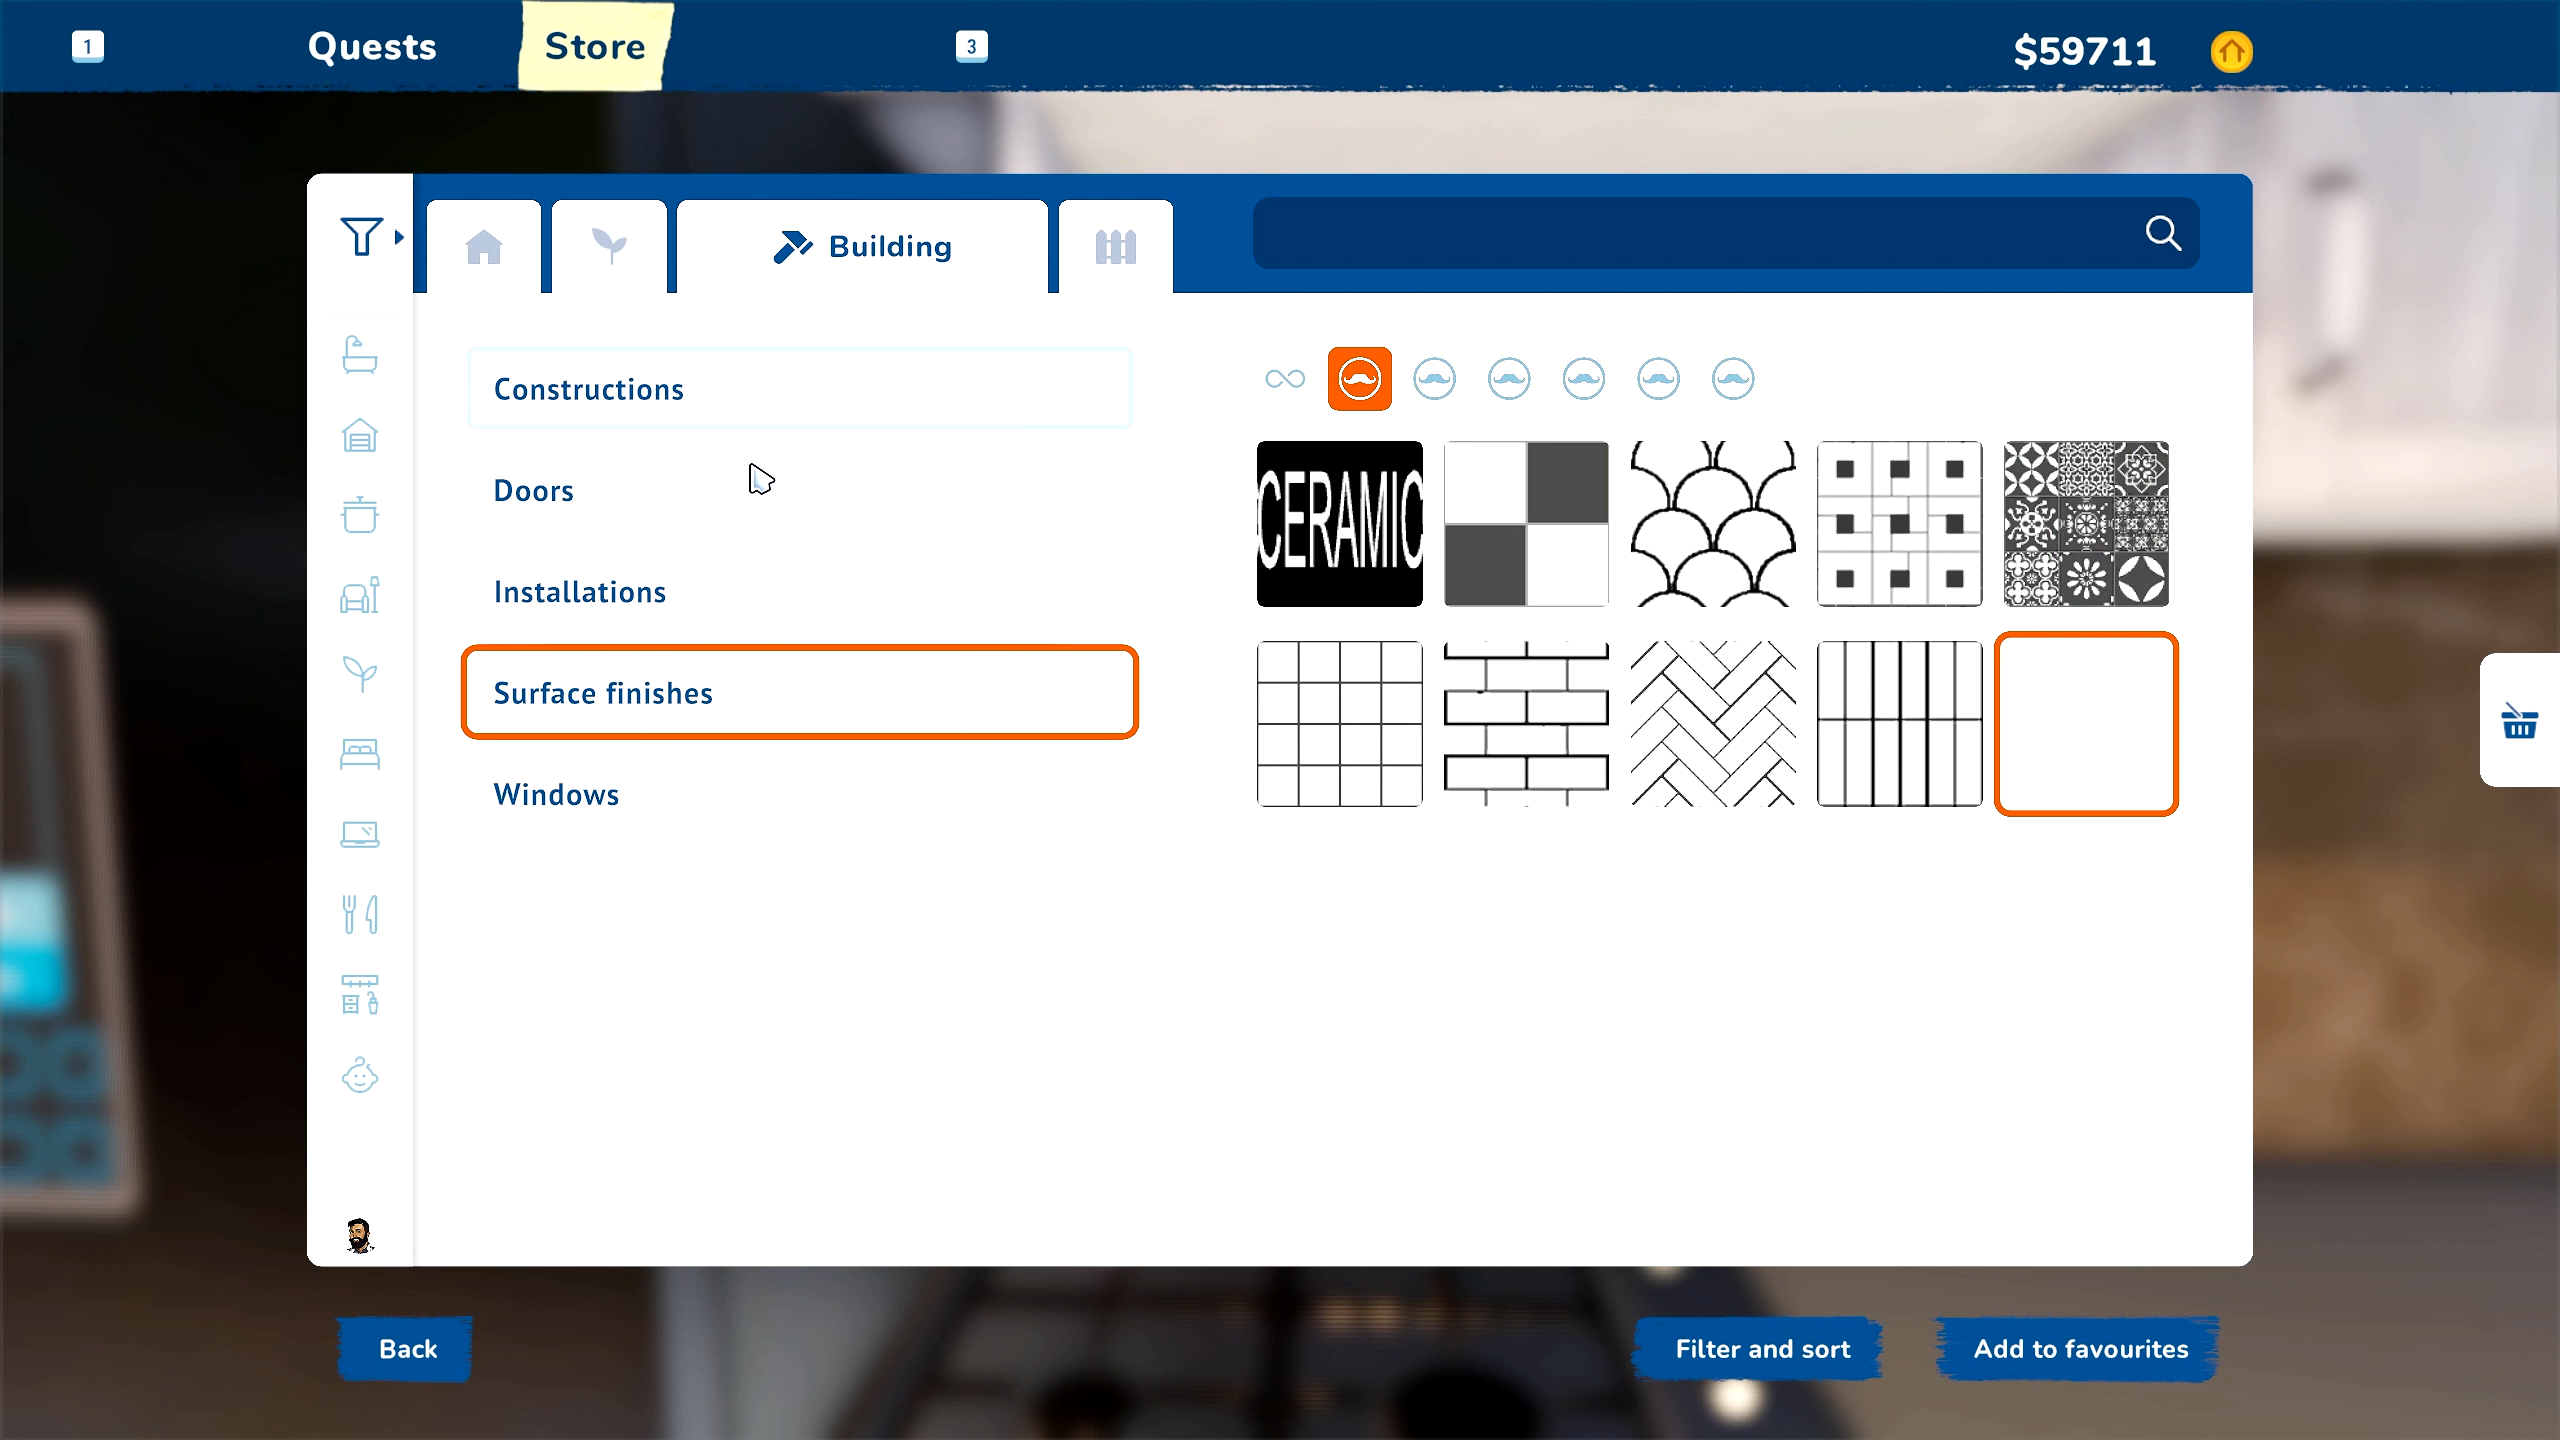 1
Quests
Store
3
$59711
Building
Constructions
Doors
Installations
Surface finishes
Windows
CERAMIC
Back
Filter and sort
Add to favourites